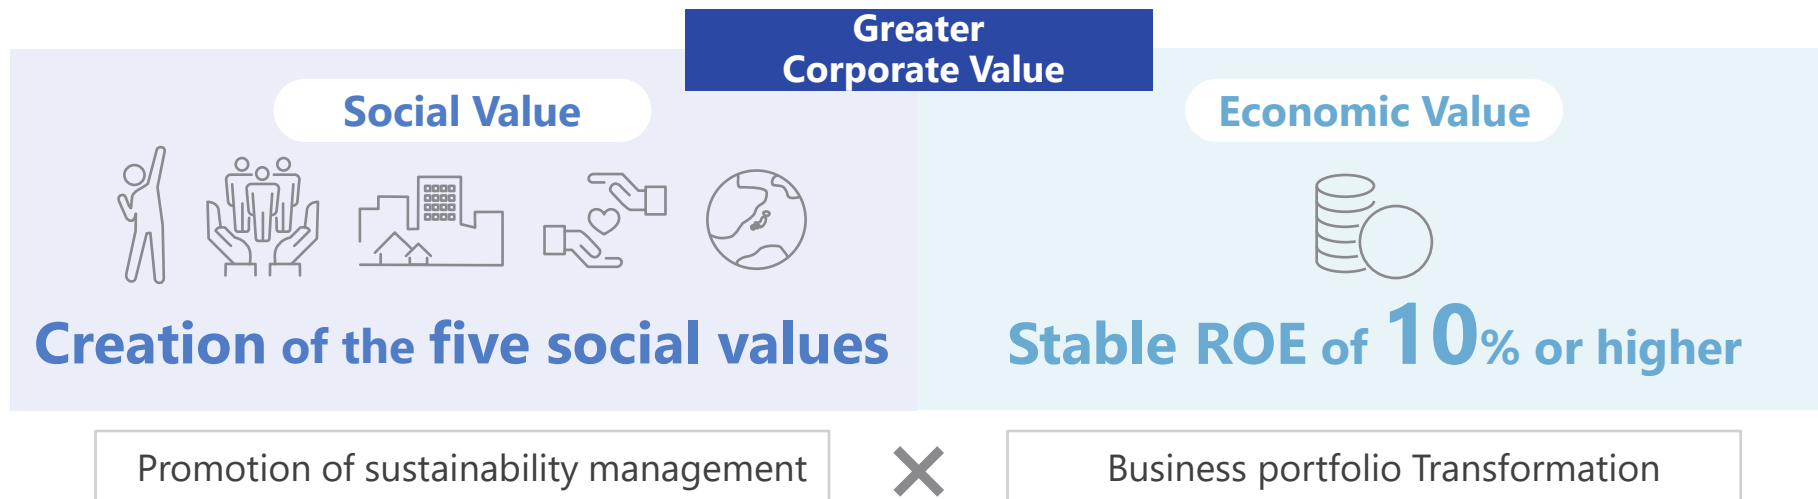 Greater
Corporate Value
Social Value
Economic Value
Creation of the five social values
Stable ROE of 10% or higher
Promotion of sustainability management
Business portfolio Transformation